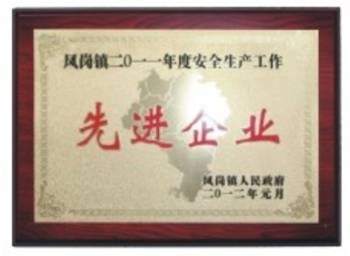 凤岗镇二〇一一年度安全生产工作
先进企业
凤岗镇人民政府
二〇一二年元月